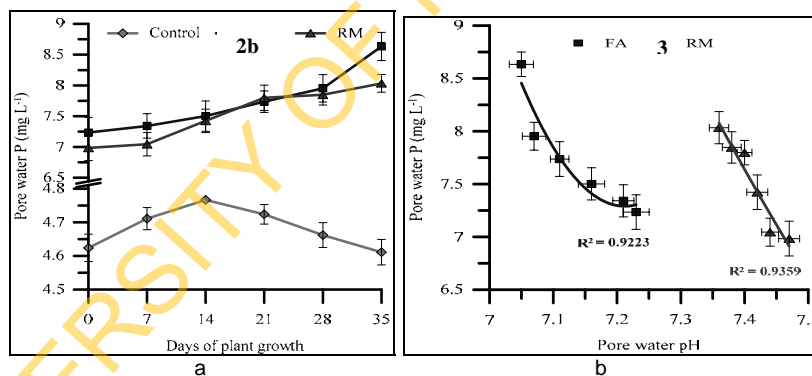 Control
RM
2b
9
8.5
8
7.5
7
6.5
4.8
4.7
4.6
4.5
Pore water P (mg L-1)
0 7 14 21 28 35
Days of plant growth
a
FA 3 RM
9
8.5
8
7.5
7
6.5
Pore water P (mg L-1)
R² = 0.9223
R² = 0.9359
7 7.1 7.2 7.3 7.4 7.5
Pore water pH
b